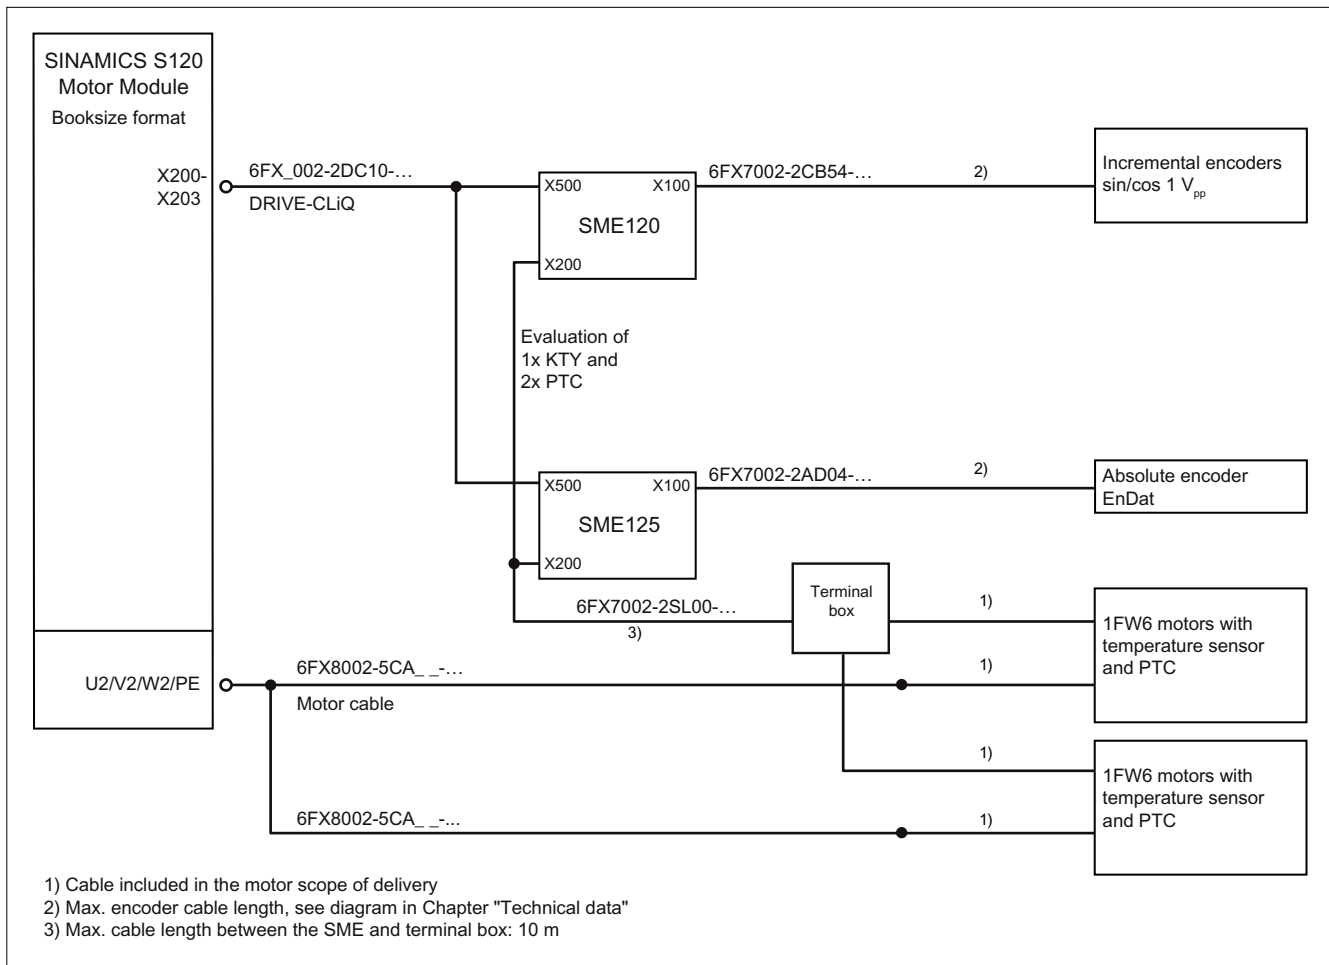 SINAMICS S120
Motor Module
Booksize format
X200-
X203
6FX_002-2DC10-...
DRIVE-CLiQ
X500
X100
SME120
X200
6FX7002-2CB54-...
2)
Incremental encoders
sin/cos 1 Vpp
Evaluation of
1x KTY and
2x PTC
X500
X100
SME125
X200
6FX7002-2AD04-...
2)
Absolute encoder
EnDat
6FX7002-2SL00-...
3)
Terminal
box
1)
1)
1FW6 motors with
temperature sensor
and PTC
U2/V2/W2/PE
6FX8002-5CA_ _-...
Motor cable
1)
1)
1FW6 motors with
temperature sensor
and PTC
6FX8002-5CA_ _-...
1) Cable included in the motor scope of delivery
2) Max. encoder cable length, see diagram in Chapter "Technical data"
3) Max. cable length between the SME and terminal box: 10 m